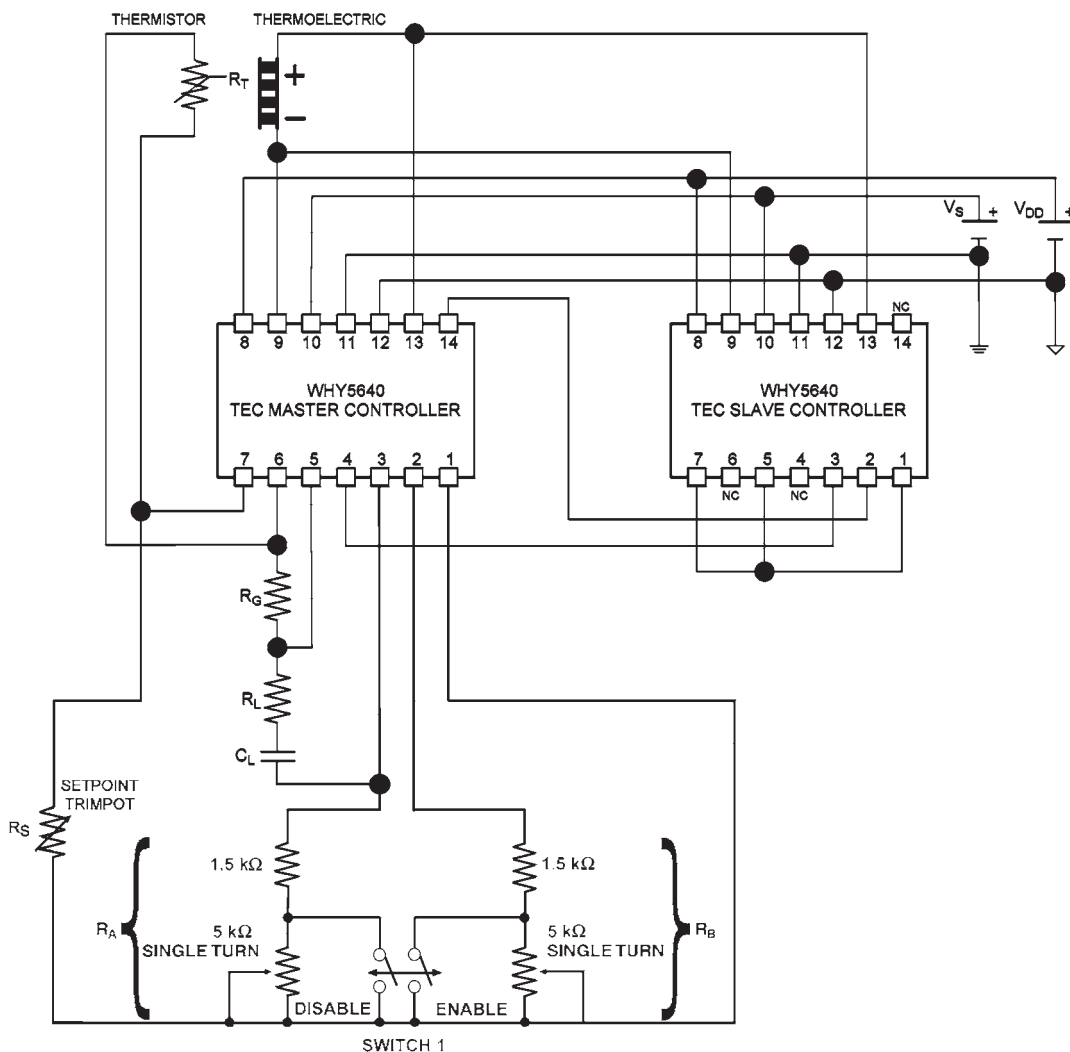 THERMISTOR THERMOELECTRIC
R_T
+
−
V_S + V_DD +
NC
8 9 10 11 12 13 14
8 9 10 11 12 13 14
WHY5640
TEC MASTER CONTROLLER
WHY5640
TEC SLAVE CONTROLLER
7 6 5 4 3 2 1
7 6 5 4 3 2 1
NC NC
R_G
R_L
C_L
SETPOINT
TRIMPOT
R_S
1.5 kΩ 1.5 kΩ
R_A
5 kΩ
SINGLE TURN
5 kΩ
SINGLE TURN
R_B
DISABLE ENABLE
SWITCH 1